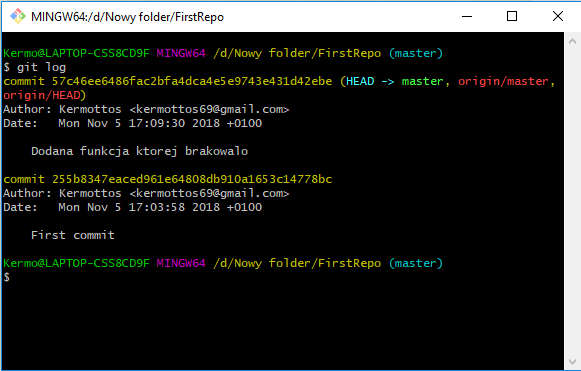 MINGW64:/d/Nowy folder/FirstRepo
Kermo@LAPTOP-CSS8CD9F MINGW64 /d/Nowy folder/FirstRepo (master)
$ git log
commit 57c46ee6486fac2bfa4dca4e5e9743e431d42ebe (HEAD -> master, origin/master,
origin/HEAD)
Author: Kermottos <kermottos69@gmail.com>
Date:   Mon Nov 5 17:09:30 2018 +0100
    Dodana funkcja ktorej brakowalo
commit 255b8347eaced961e64808db910a1653c14778bc
Author: Kermottos <kermottos69@gmail.com>
Date:   Mon Nov 5 17:03:58 2018 +0100
    First commit
Kermo@LAPTOP-CSS8CD9F MINGW64 /d/Nowy folder/FirstRepo (master)
$